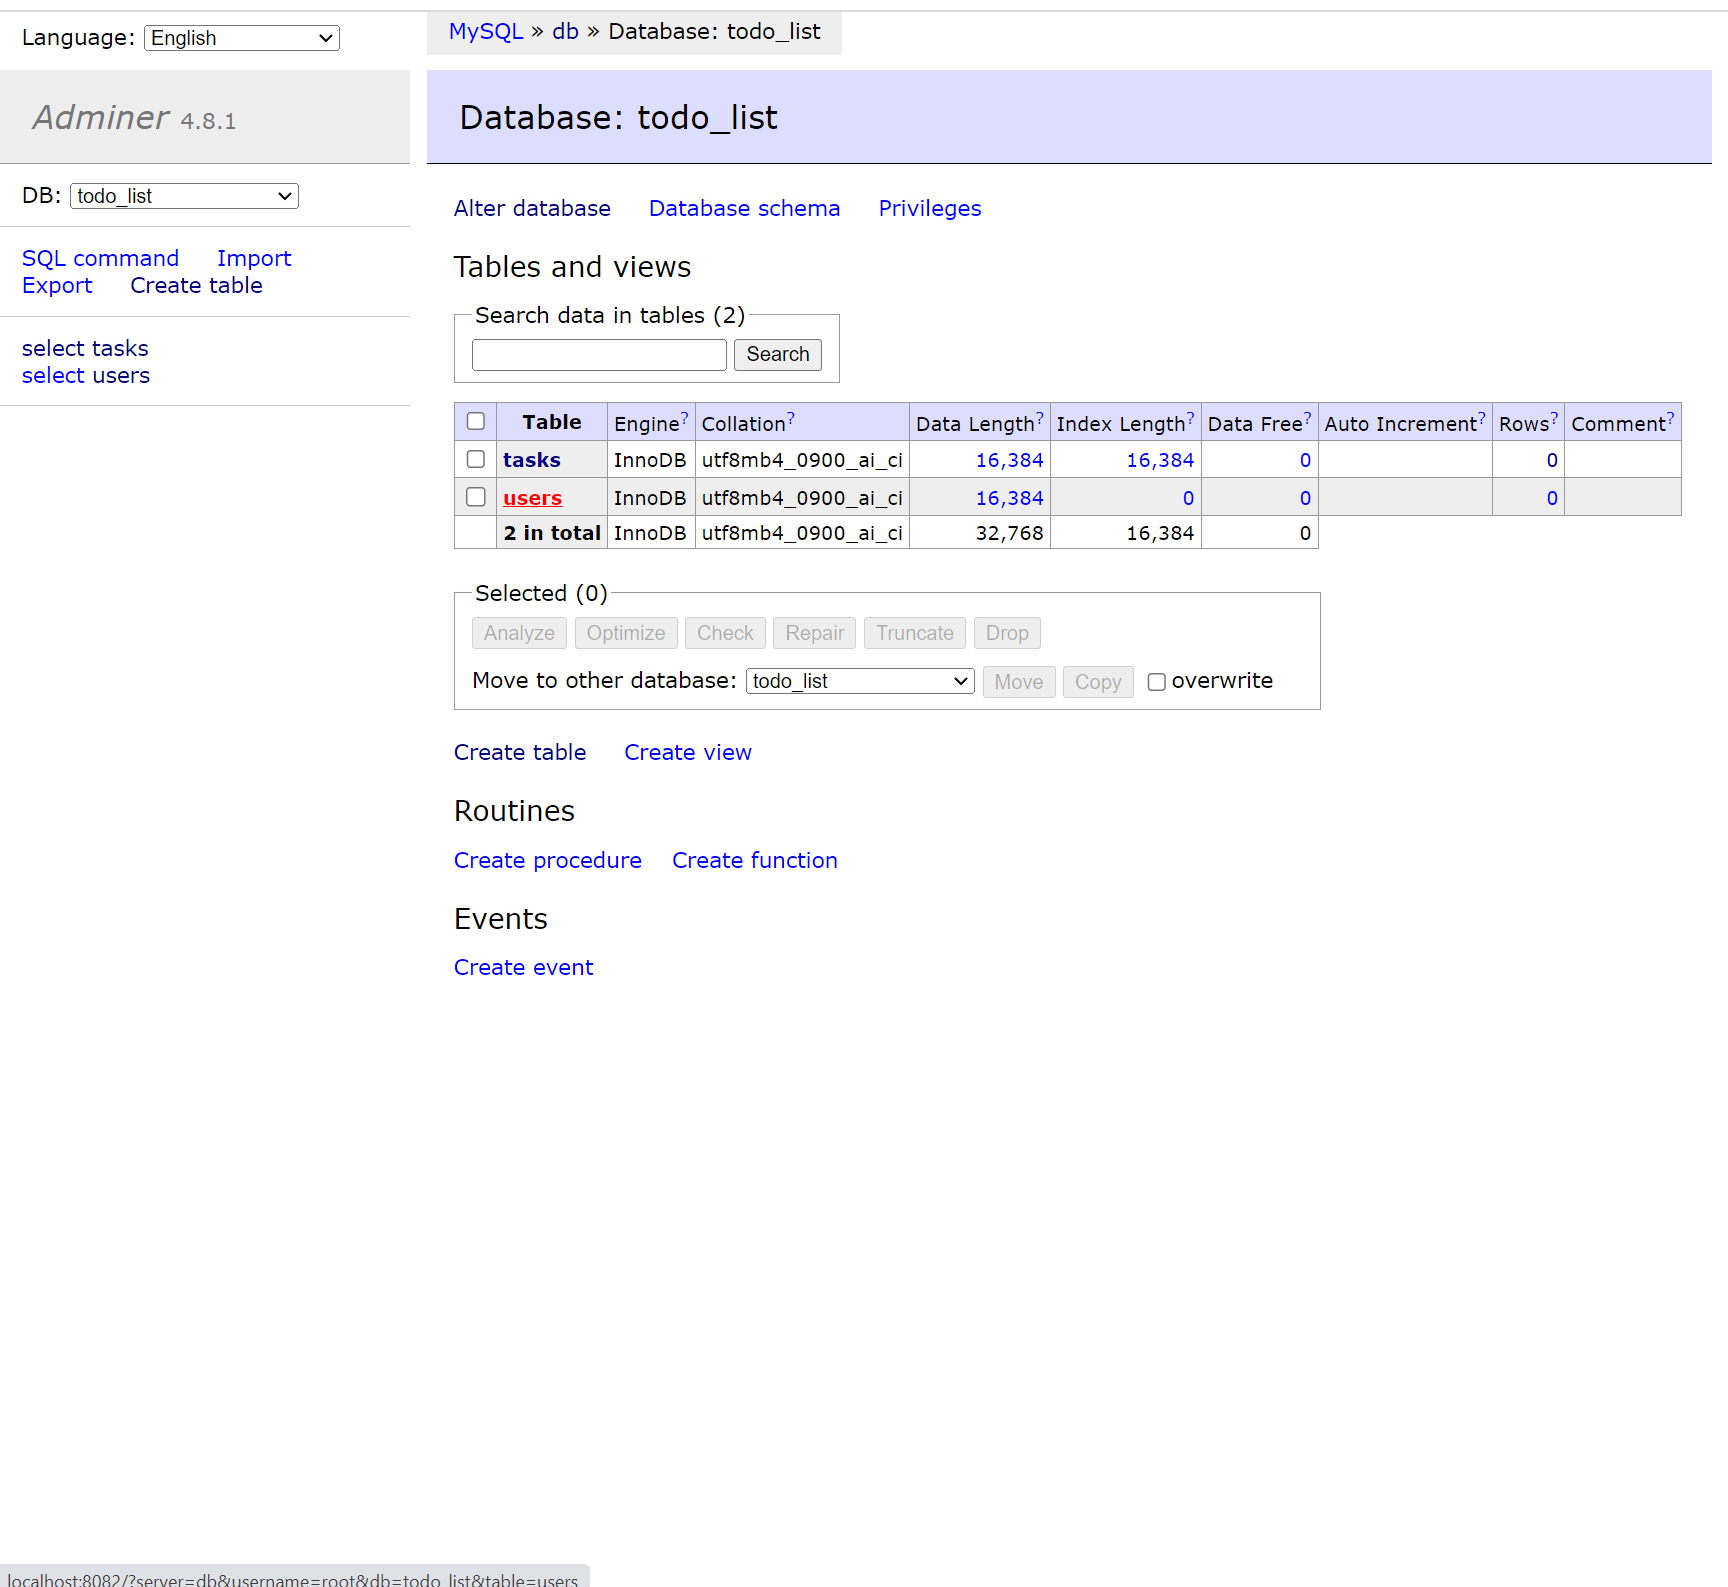 Language: English
MySQL » db » Database: todo_list
Adminer 4.8.1
Database: todo_list
DB: todo_list
SQL command Import
Export Create table
select tasks
select users
Alter database Database schema Privileges
Tables and views
Search data in tables (2)
Search
Table Engine? Collation? Data Length? Index Length? Data Free? Auto Increment? Rows? Comment?
tasks InnoDB utf8mb4_0900_ai_ci 16,384 16,384 0 0
users InnoDB utf8mb4_0900_ai_ci 16,384 0 0 0
2 in total InnoDB utf8mb4_0900_ai_ci 32,768 16,384 0
Selected (0)
Analyze Optimize Check Repair Truncate Drop
Move to other database: todo_list Move Copy overwrite
Create table Create view
Routines
Create procedure Create function
Events
Create event
localhost:8082/?server=db&username=root&db=todo_list&table=users